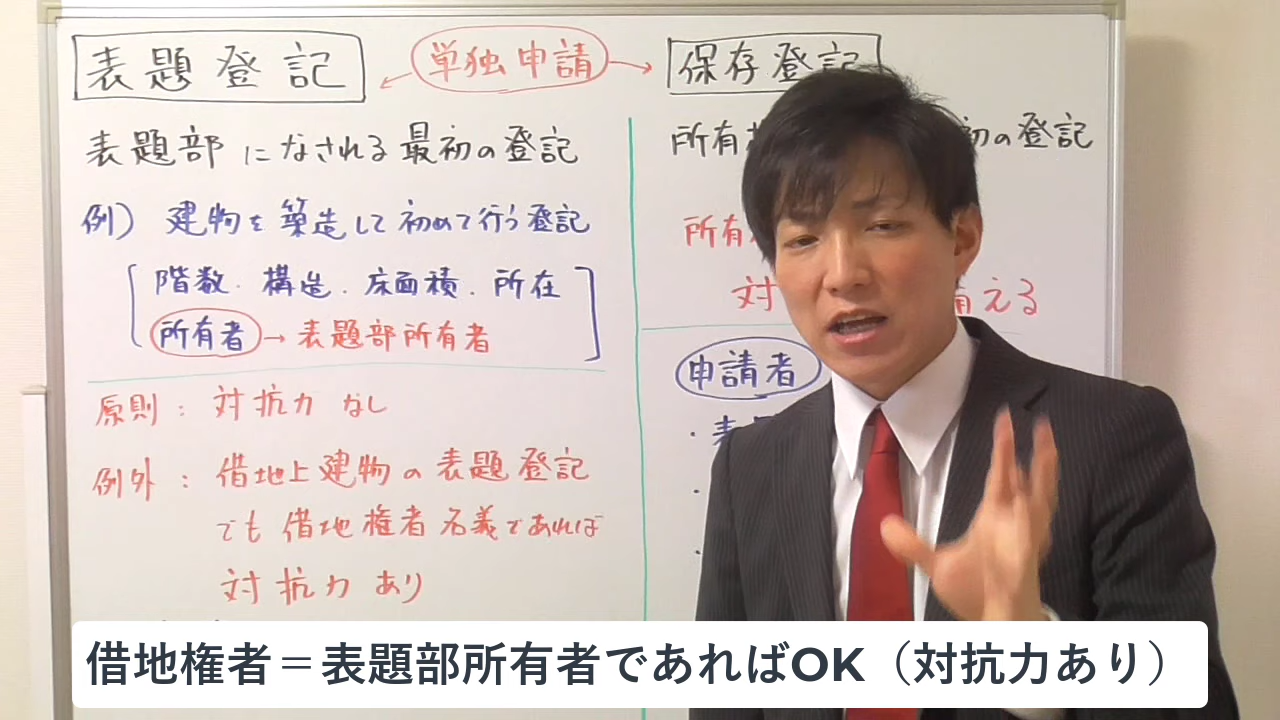 表題登記
単独申請
保存登記
表題部になされる最初の登記
例） 建物を築造して初めて行う登記
階数．構造．床面積．所在
所有者→表題部所有者
原則：対抗力なし
例外：借地上建物の表題登記
でも借地権者名義であれば
対抗力あり
所有
初の登記
所有
対
える
申請者
・表
借地権者＝表題部所有者であればOK（対抗力あり）